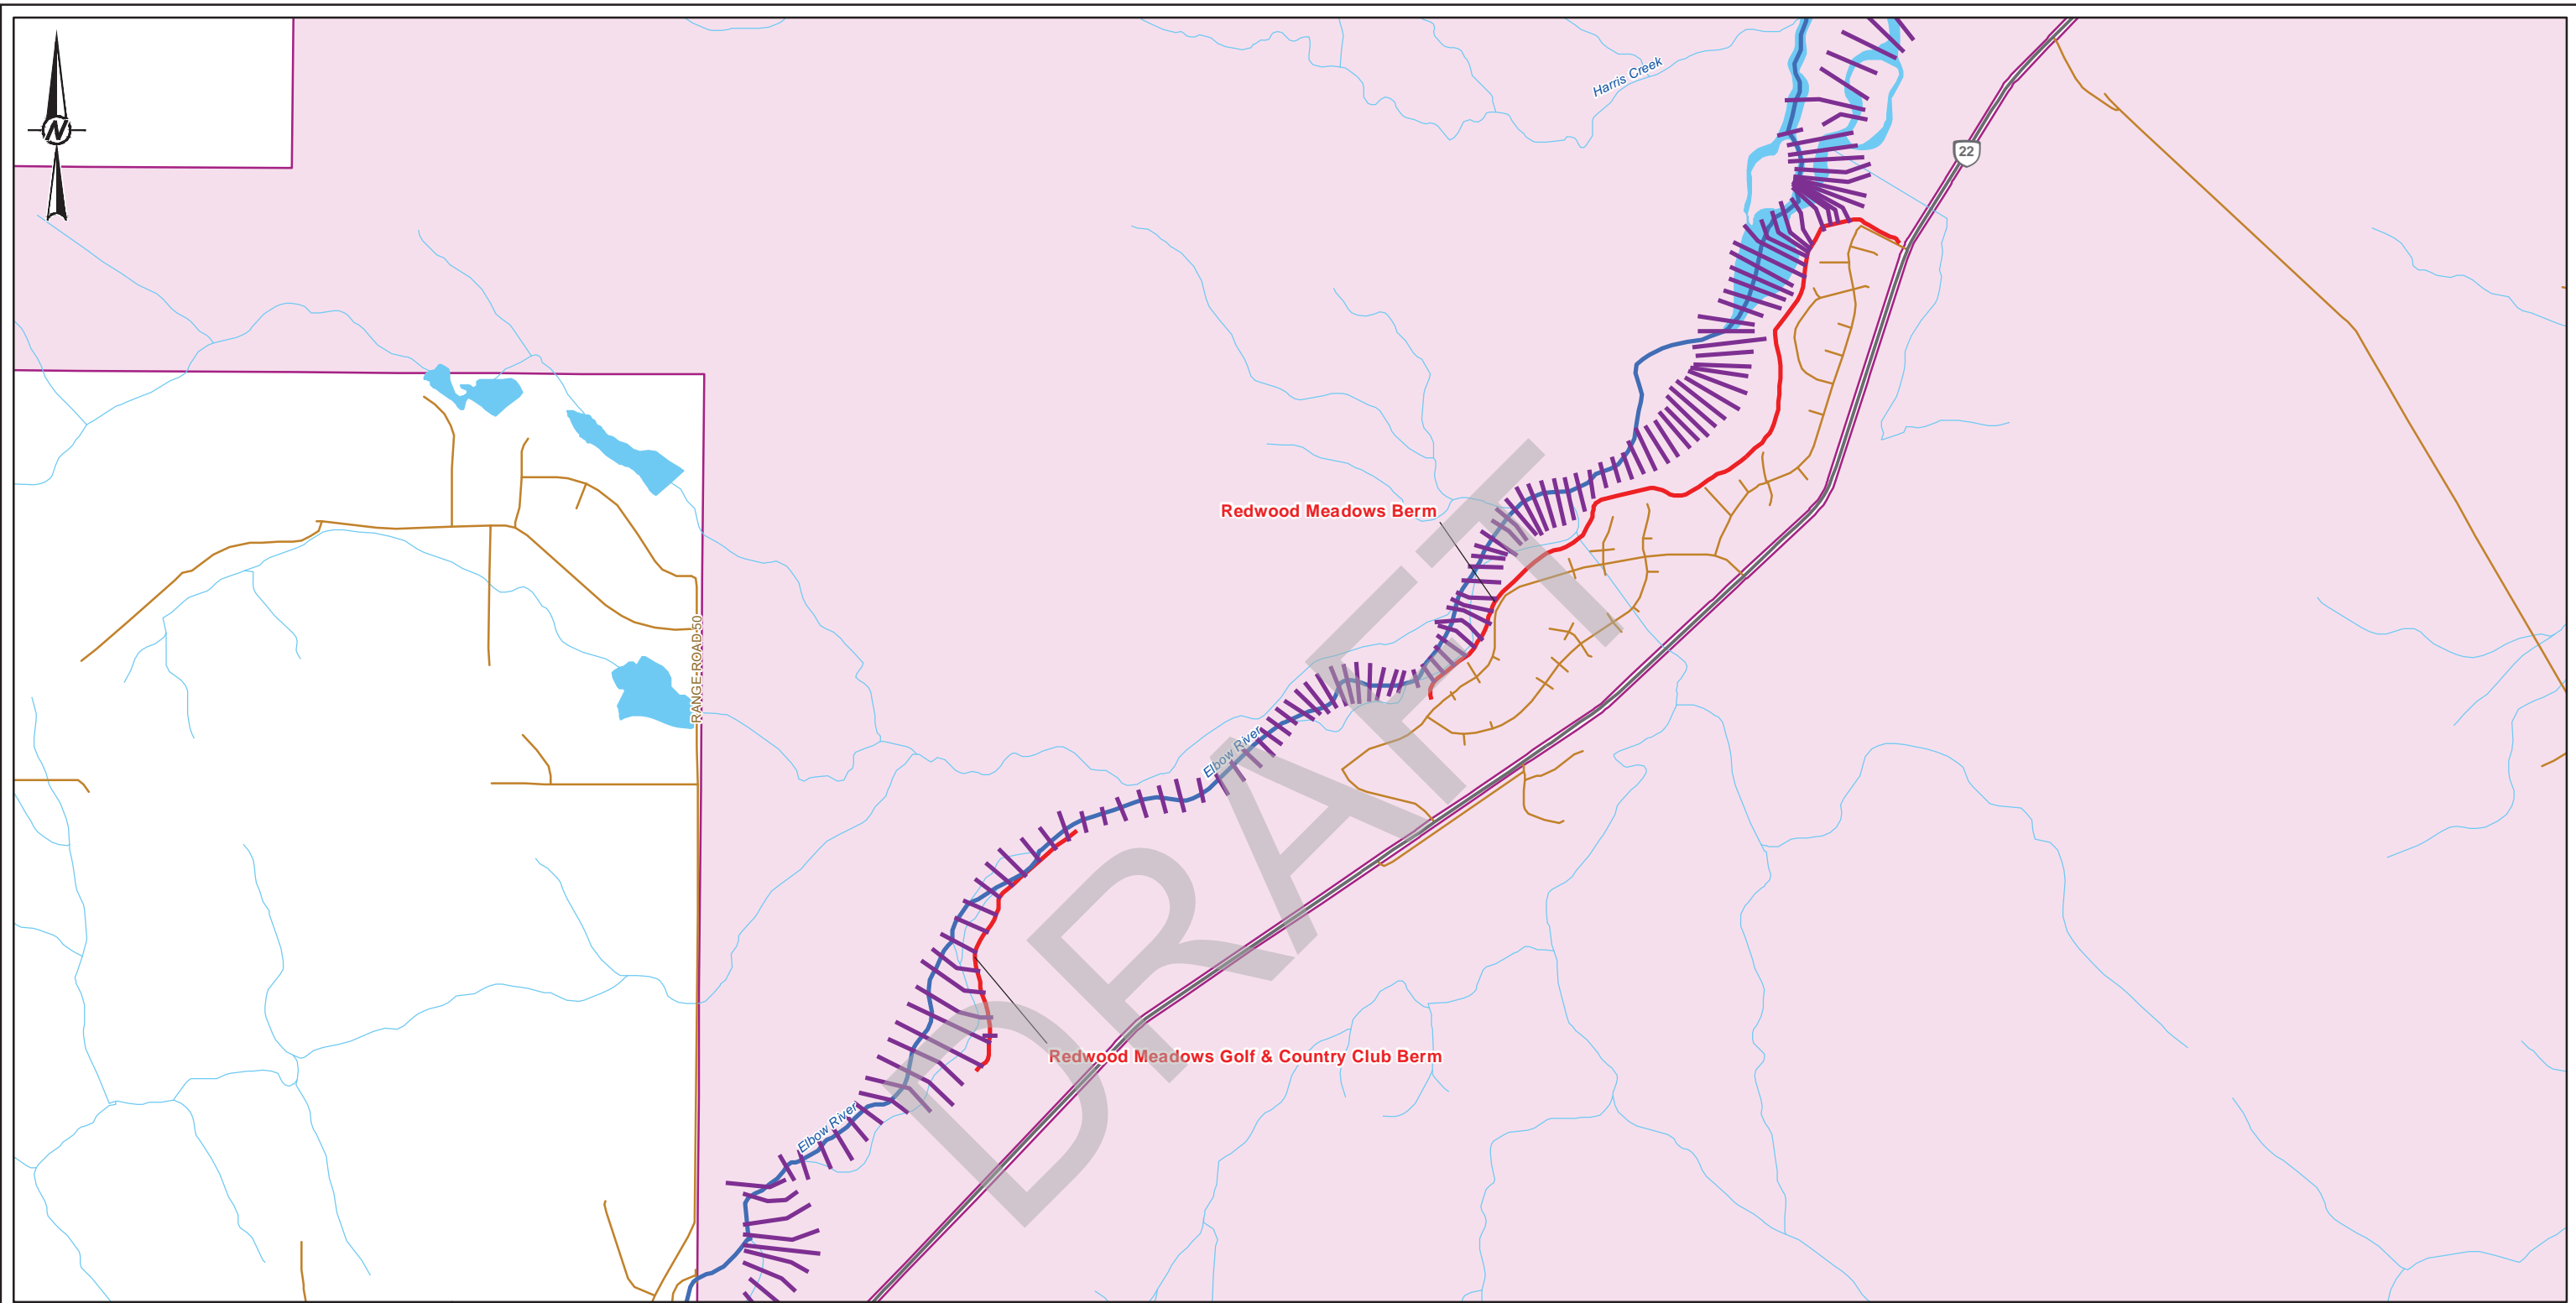 N
Harris Creek
22
Redwood Meadows Berm
RANGE ROAD 50
Elbow River
DRAFT
Redwood Meadows Golf & Country Club Berm
Elbow River